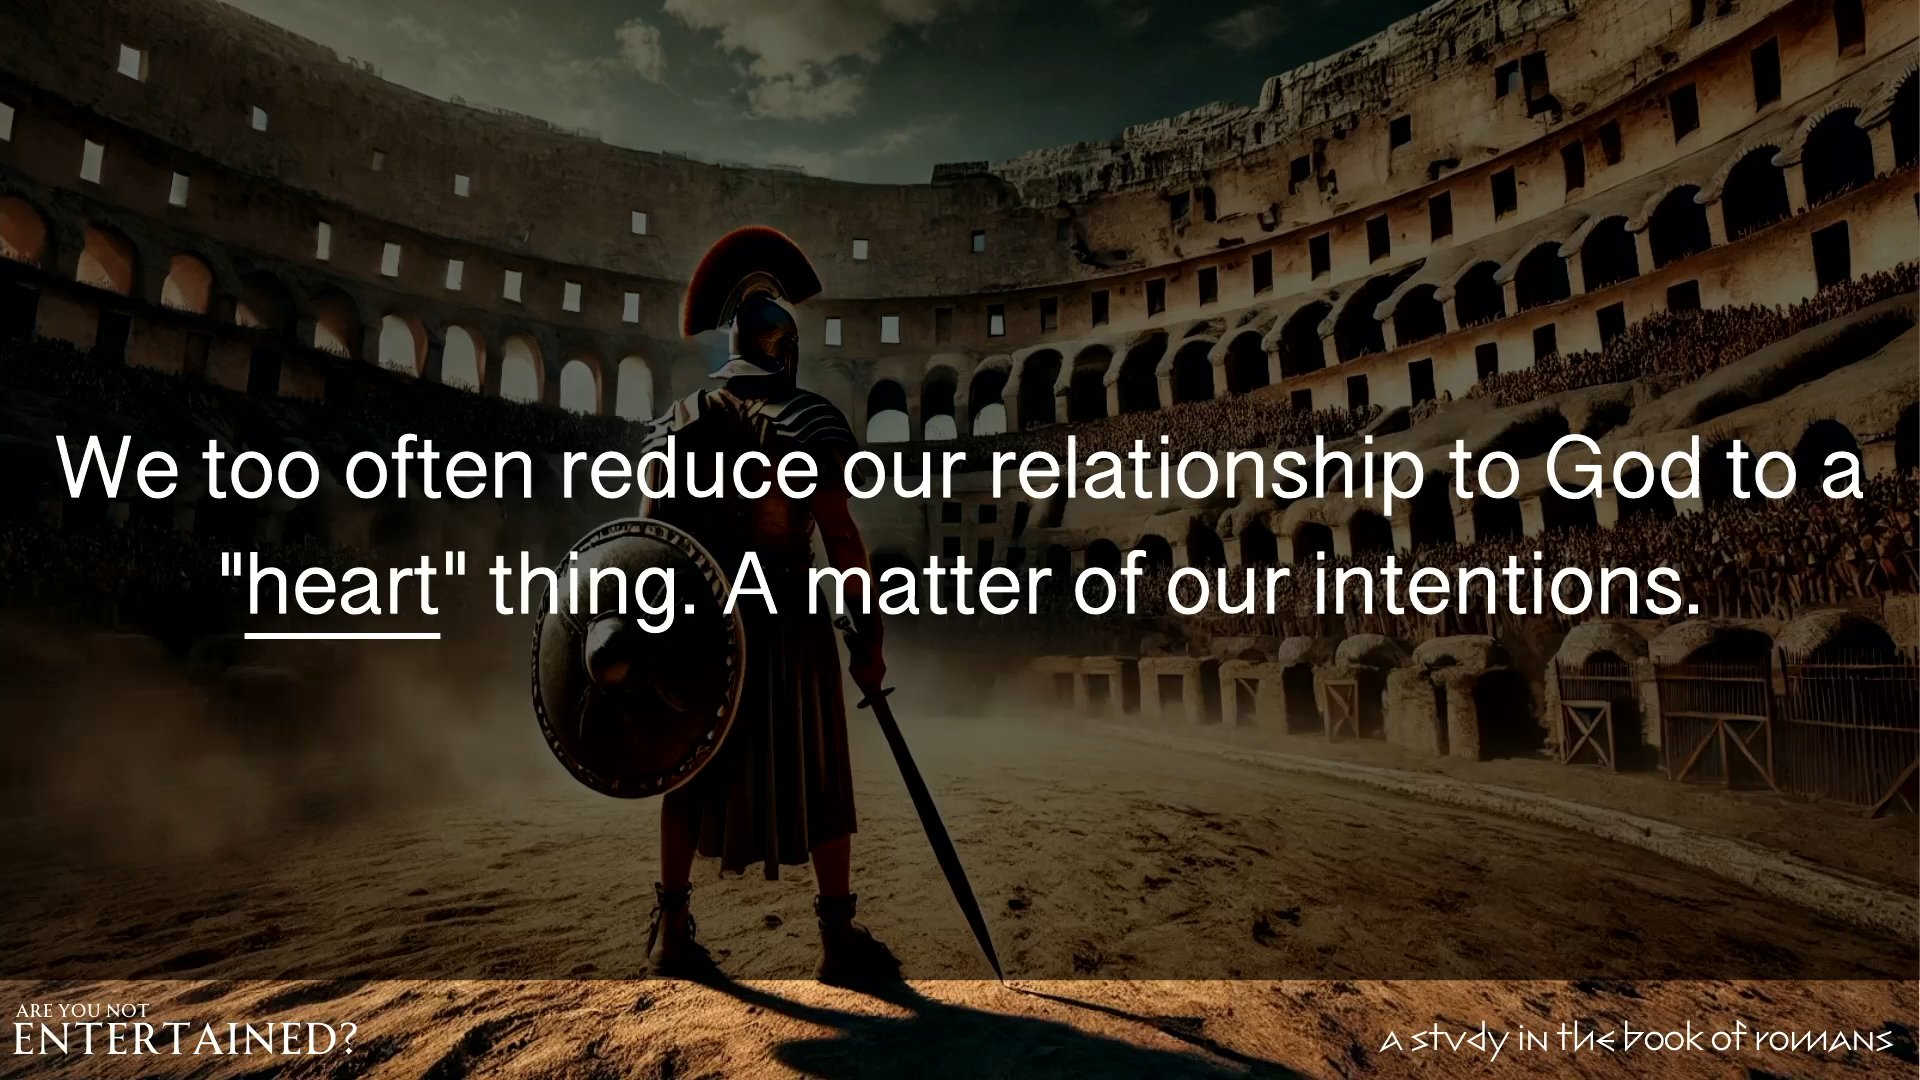 We too often reduce our relationship to God to a
"heart" thing. A matter of our intentions.
ARE YOU NOT
ENTERTAINED?
a study in the book of romans